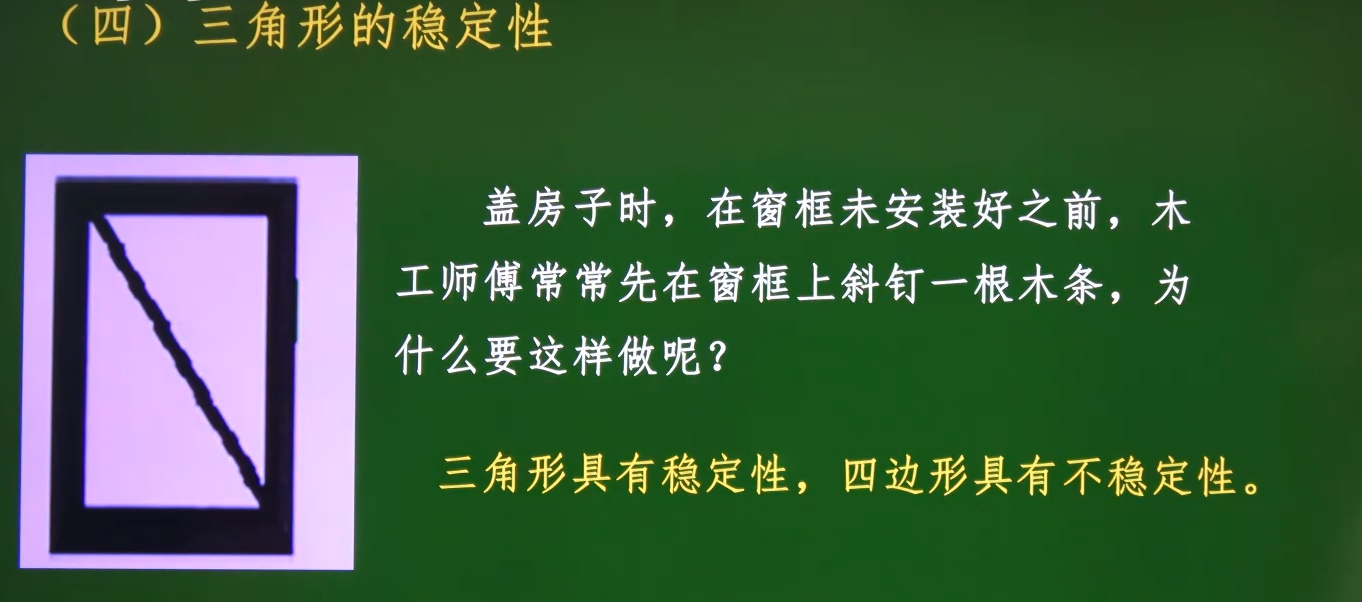 （四）三角形的稳定性
盖房子时，在窗框未安装好之前，木
工师傅常常先在窗框上斜钉一根木条，为
什么要这样做呢？
三角形具有稳定性，四边形具有不稳定性。